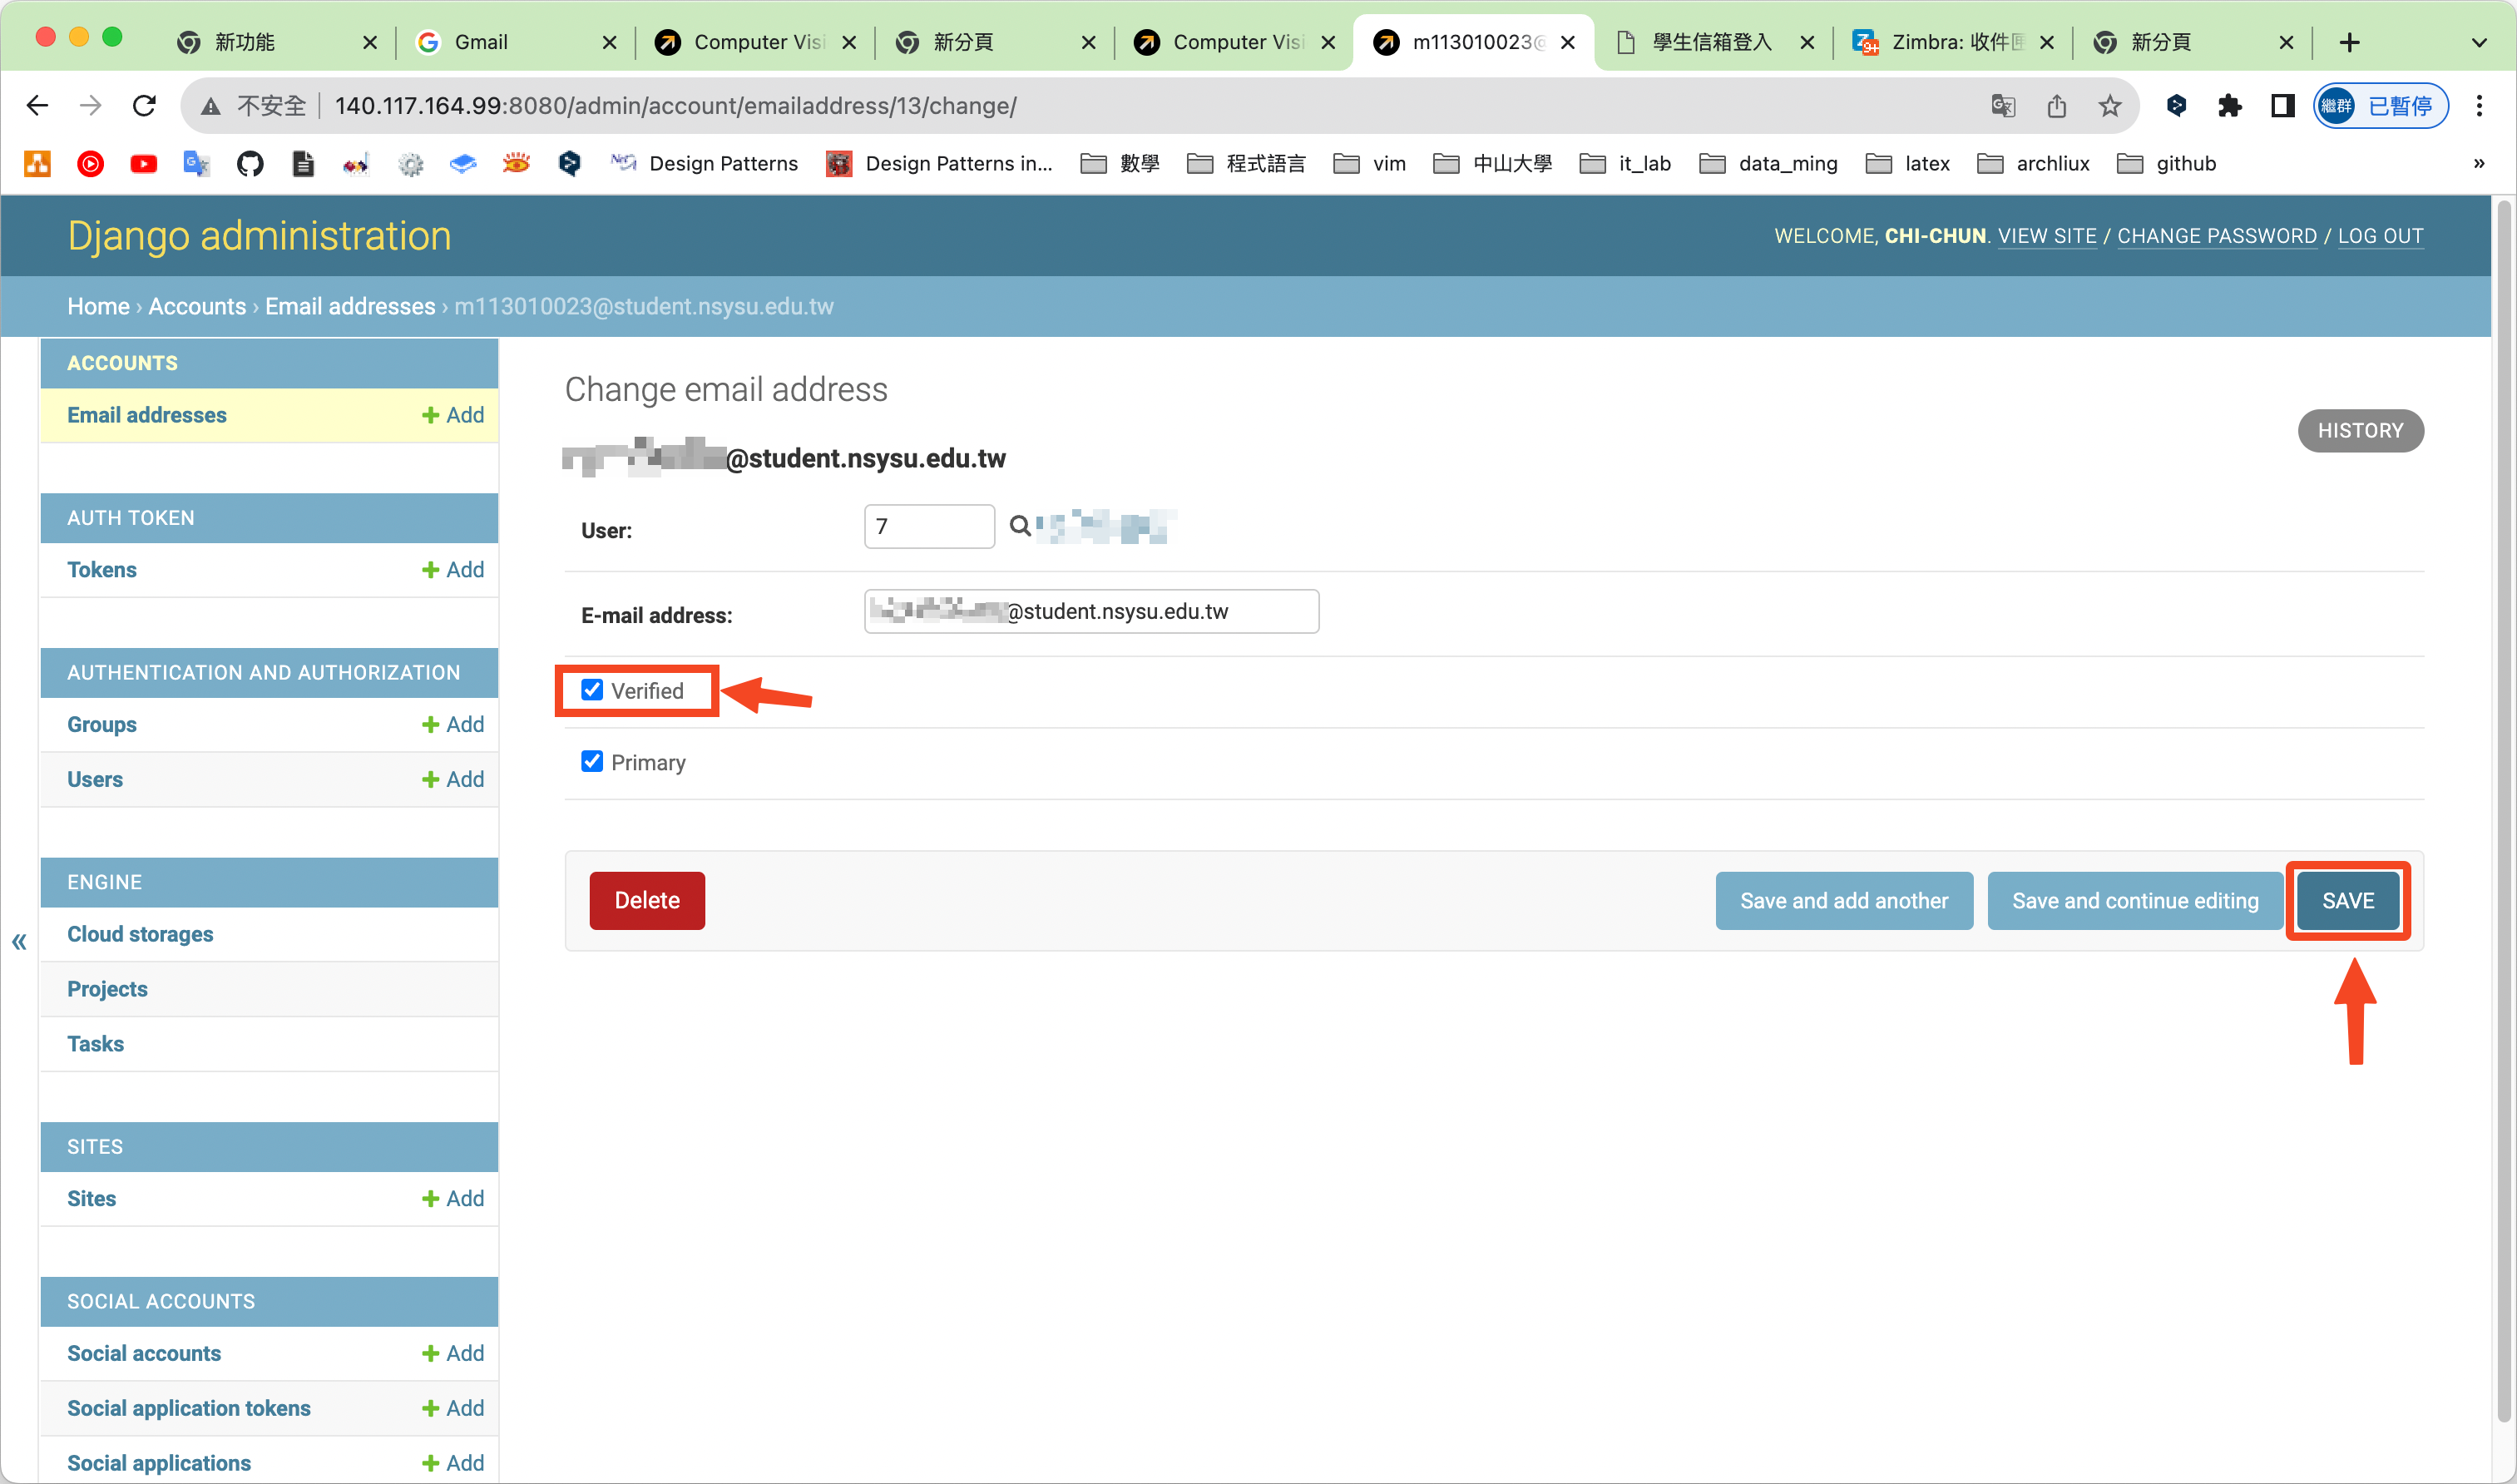 新功能
Gmail
Computer Visi
新分頁
Computer Visi
m113010023@
學生信箱登入
Zimbra: 收件匣
新分頁
不安全
140.117.164.99:8080/admin/account/emailaddress/13/change/
繼群 已暫停
Design Patterns
Design Patterns in...
數學
程式語言
vim
中山大學
it_lab
data_ming
latex
archliux
github
»
Django administration
WELCOME, CHI-CHUN. VIEW SITE / CHANGE PASSWORD / LOG OUT
Home › Accounts › Email addresses › m113010023@student.nsysu.edu.tw
ACCOUNTS
Email addresses
Add
AUTH TOKEN
Tokens
Add
AUTHENTICATION AND AUTHORIZATION
Groups
Add
Users
Add
ENGINE
Cloud storages
Projects
Tasks
SITES
Sites
Add
SOCIAL ACCOUNTS
Social accounts
Add
Social application tokens
Add
Social applications
Add
«
Change email address
HISTORY
@student.nsysu.edu.tw
User:
7
E-mail address:
@student.nsysu.edu.tw
Verified
Primary
Delete
Save and add another
Save and continue editing
SAVE